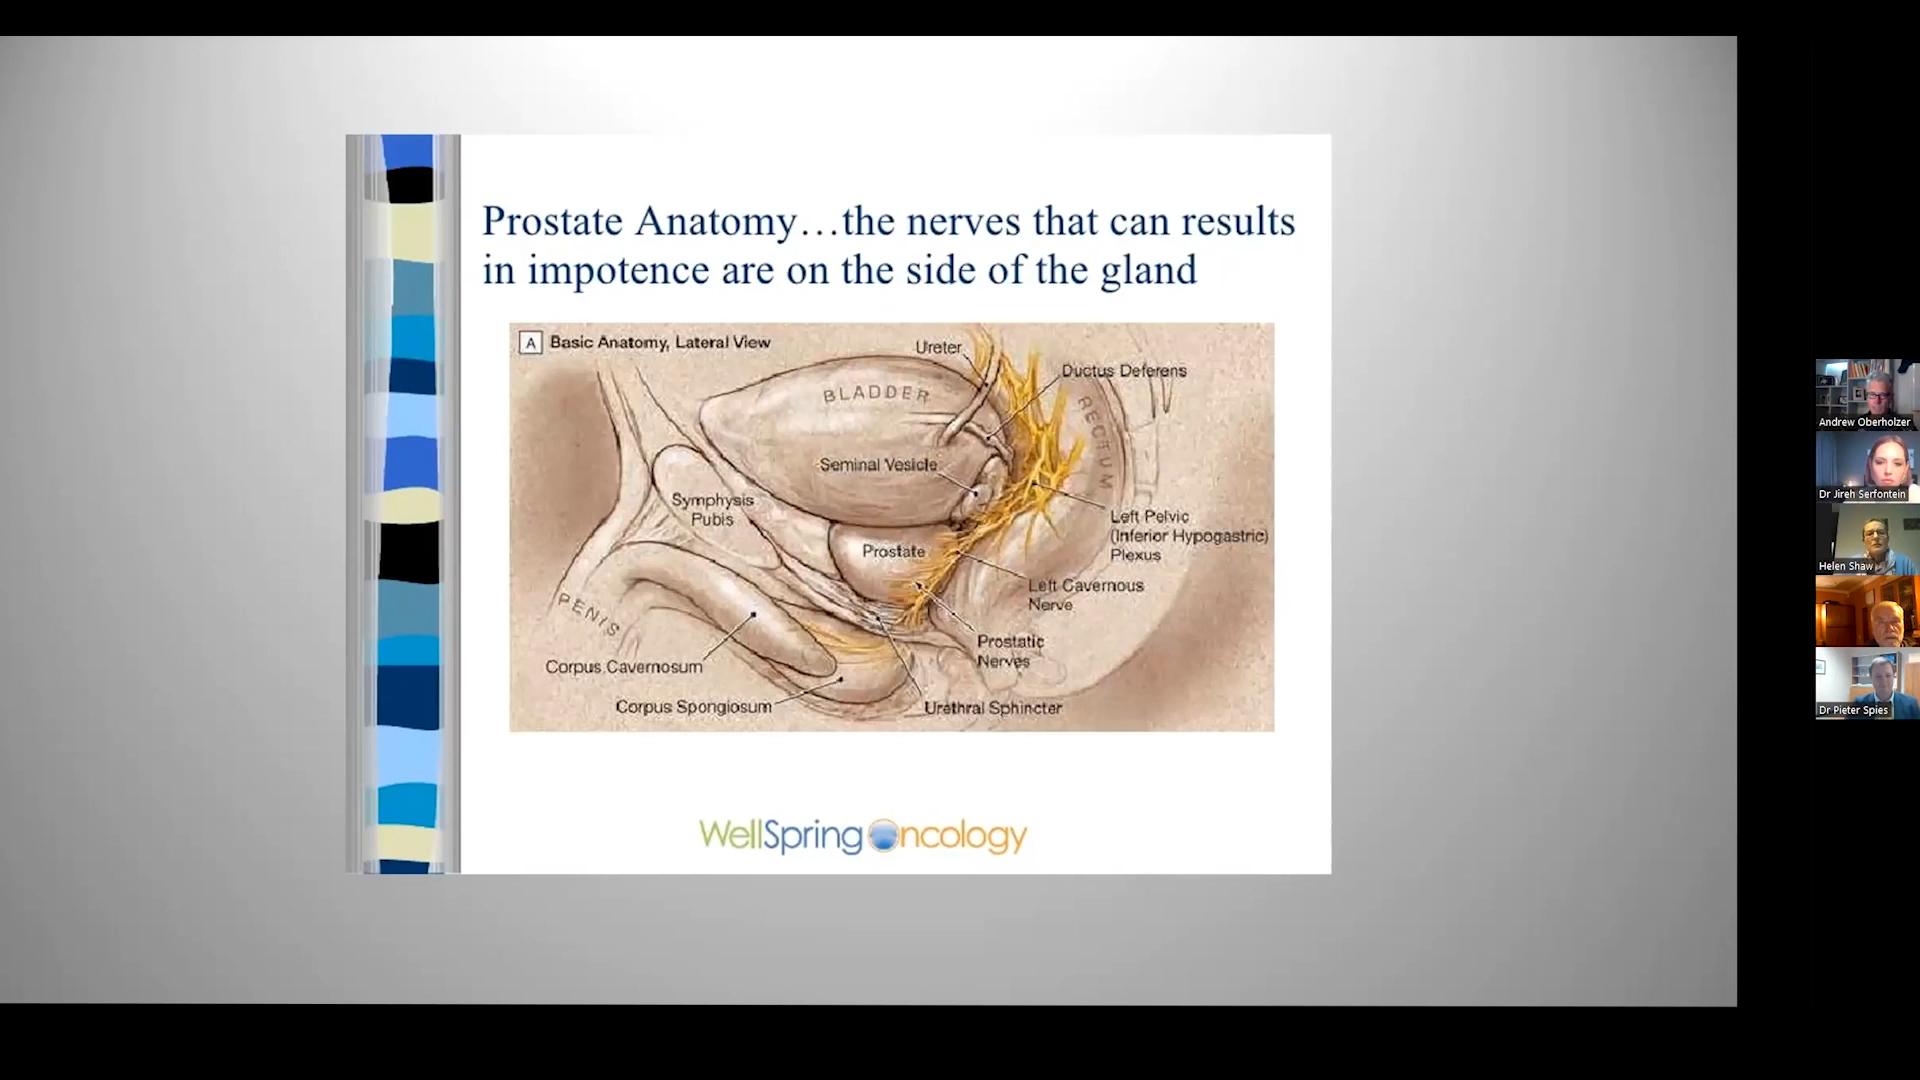 Prostate Anatomy…the nerves that can results
in impotence are on the side of the gland
A Basic Anatomy, Lateral View
Ureter
Ductus Deferens
BLADDER
RECTUM
Seminal Vesicle
Symphysis
Pubis
Left Pelvic
(Inferior Hypogastric)
Plexus
Prostate
Left Cavernous
Nerve
PENIS
Prostatic
Nerves
Corpus Cavernosum
Corpus Spongiosum
Urethral Sphincter
WellSpring Oncology
Andrew Oberholzer
Dr Jireh Serfontein
Helen Shaw
Dr Pieter Spies